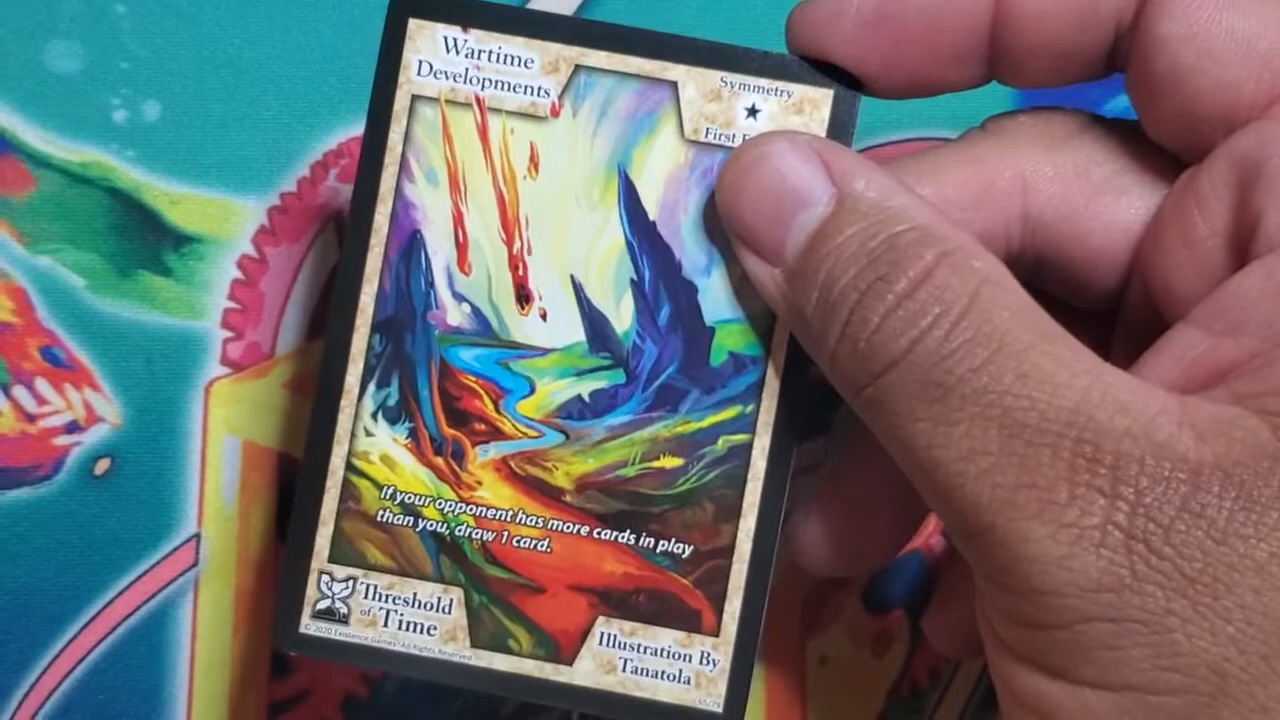 Wartime
Developments
Symmetry
First
If your opponent has more cards in play
than you, draw 1 card.
Threshold
of Time
© 2020 Existence Games. All Rights Reserved
Illustration By
Tanatola